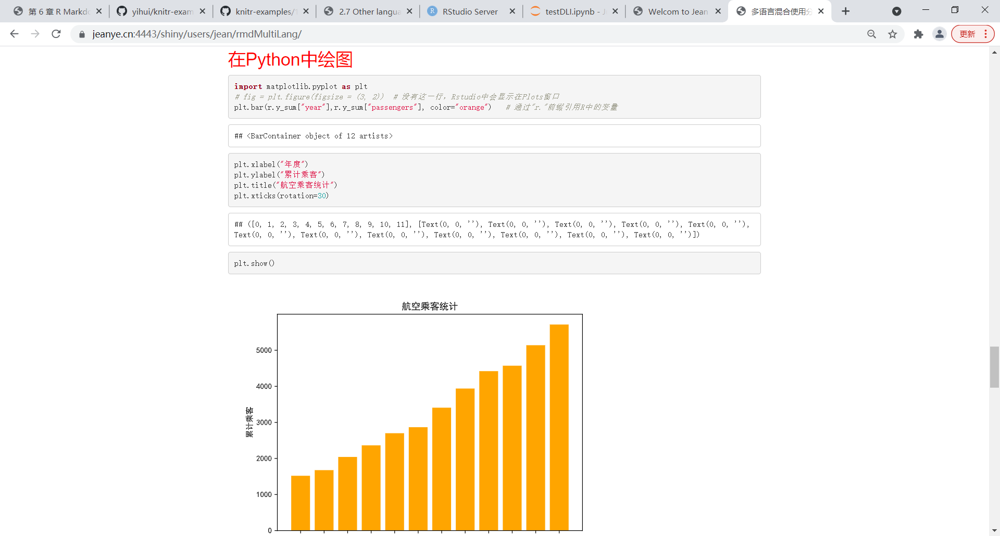 第 6 章 R Markdo
yihui/knitr-exam
knitr-examples/1
2.7 Other langua
RStudio Server
testDLI.ipynb - J
Welcom to Jean
多语言混合使用分
jeanye.cn:4443/shiny/users/jean/rmdMultiLang/
更新
在Python中绘图
import matplotlib.pyplot as plt
# fig = plt.figure(figsize = (3, 2))  # 没有这一行，Rstudio中会显示在Plots窗口
plt.bar(r.y_sum["year"],r.y_sum["passengers"], color="orange")   # 通过"r."前缀引用R中的变量
## <BarContainer object of 12 artists>
plt.xlabel("年度")
plt.ylabel("累计乘客")
plt.title("航空乘客统计")
plt.xticks(rotation=30)
## ([0, 1, 2, 3, 4, 5, 6, 7, 8, 9, 10, 11], [Text(0, 0, ''), Text(0, 0, ''), Text(0, 0, ''), Text(0, 0, ''), Text(0, 0, ''),
Text(0, 0, ''), Text(0, 0, ''), Text(0, 0, ''), Text(0, 0, ''), Text(0, 0, ''), Text(0, 0, ''), Text(0, 0, '')])
plt.show()
航空乘客统计
5000
4000
累计乘客
3000
2000
1000
0